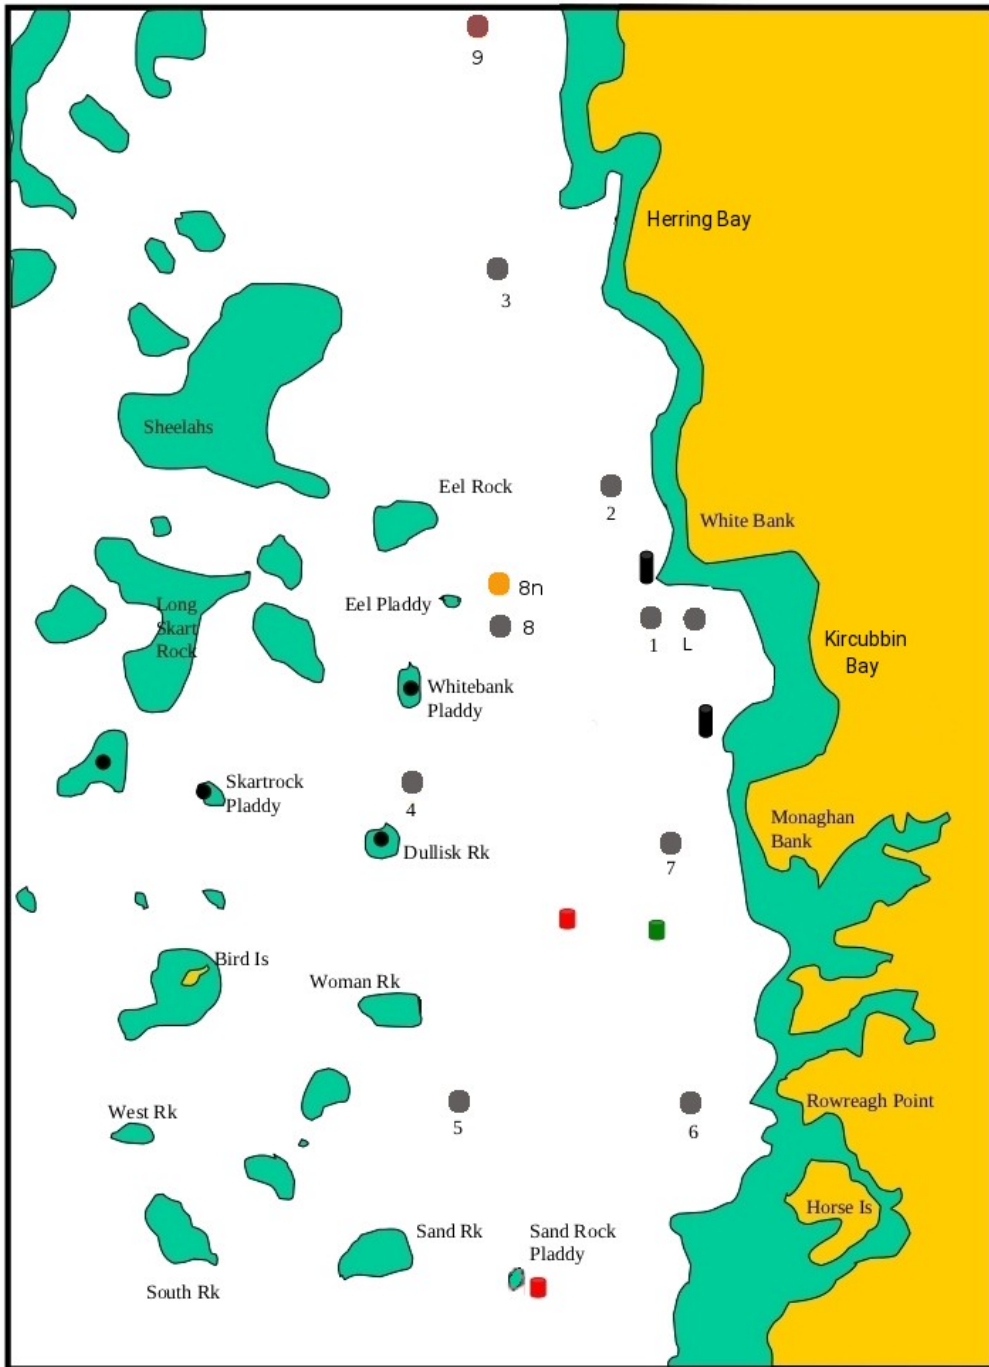 9
Herring Bay
3
Sheelahs
Eel Rock
2
White Bank
8n
Eel Pladdy
Long
Skart
Rock
8
1
L
Kircubbin
Bay
Whitebank
Pladdy
Skartrock
Pladdy
4
Monaghan
Bank
Dullisk Rk
7
Bird Is
Woman Rk
West Rk
5
6
Rowreagh Point
Horse Is
Sand Rk
Sand Rock
Pladdy
South Rk